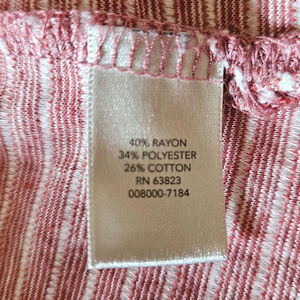 40% RAYON
34% POLYESTER
26% COTTON
RN 63823
008000-7184